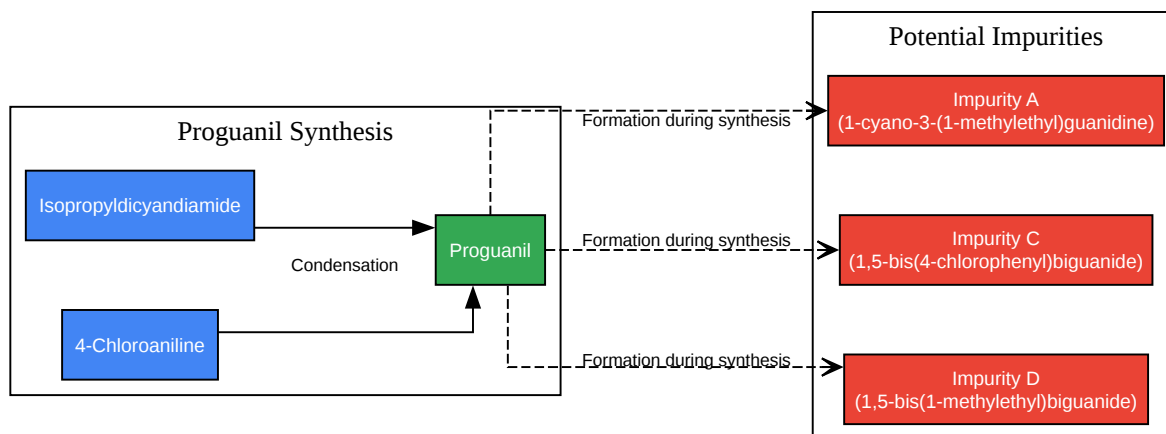 Proguanil Synthesis
Isopropyldicyandiamide
Condensation
4-Chloroaniline
Proguanil
Formation during synthesis
Formation during synthesis
Formation during synthesis
Potential Impurities
Impurity A
(1-cyano-3-(1-methylethyl)guanidine)
Impurity C
(1,5-bis(4-chlorophenyl)biguanide)
Impurity D
(1,5-bis(1-methylethyl)biguanide)